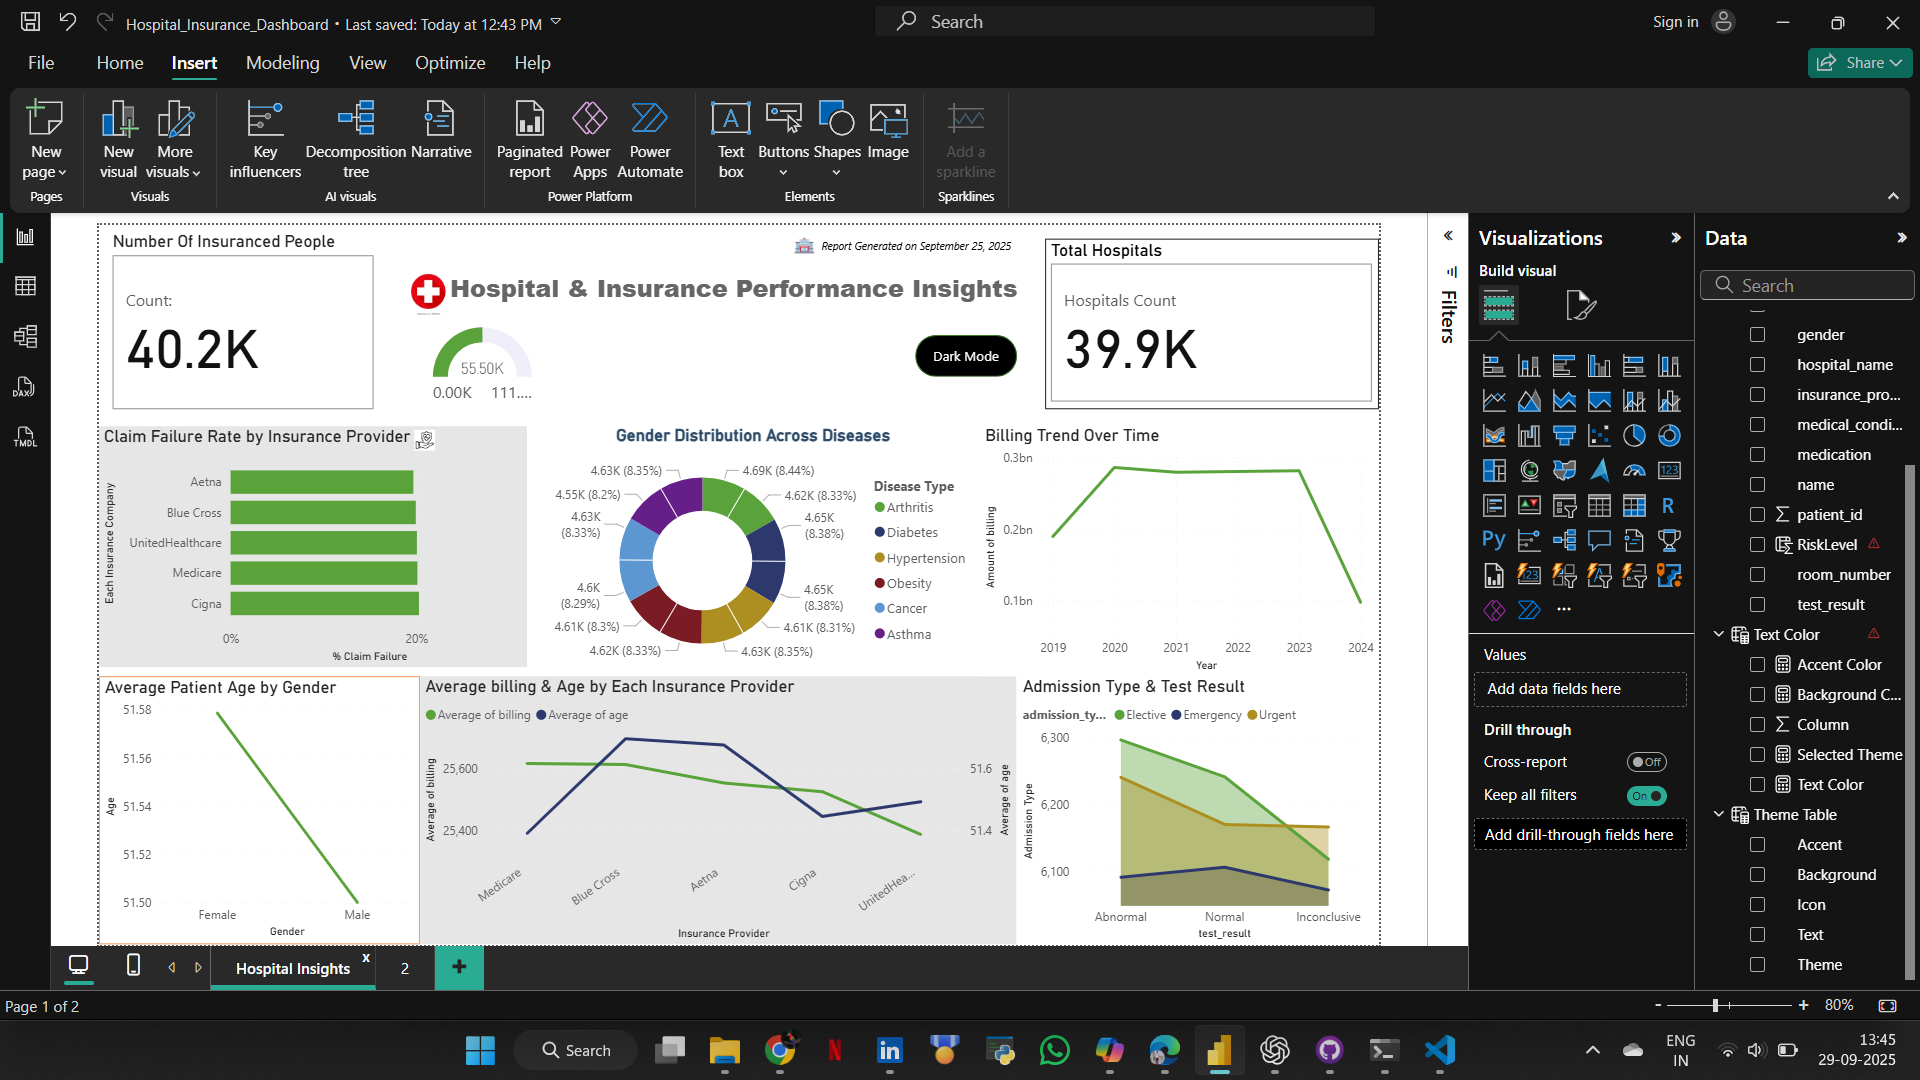 Hospital_Insurance_Dashboard • Last saved: Today at 12:43 PM
Search
Sign in
File
Home
Insert
Modeling
View
Optimize
Help
Share
New page
New visual
More visuals
Key influencers
Decomposition tree
Narrative
Paginated report
Power Apps
Power Automate
Text box
Buttons
Shapes
Image
Add a sparkline
Pages
Visuals
AI visuals
Power Platform
Elements
Sparklines
Number Of Insuranced People
Count:
40.2K
Report Generated on September 25, 2025
Hospital & Insurance Performance Insights
55.50K
0.00K
111....
Dark Mode
Total Hospitals
Hospitals Count
39.9K
Claim Failure Rate by Insurance Provider
Each Insurance Company
Aetna
Blue Cross
UnitedHealthcare
Medicare
Cigna
0%
20%
% Claim Failure
Gender Distribution Across Diseases
4.63K (8.35%)
4.69K (8.44%)
4.55K (8.2%)
4.62K (8.33%)
4.63K
(8.33%)
4.65K
(8.38%)
4.6K
(8.29%)
4.65K
(8.38%)
4.61K (8.3%)
4.61K (8.31%)
4.62K (8.33%)
4.63K (8.35%)
Disease Type
Arthritis
Diabetes
Hypertension
Obesity
Cancer
Asthma
Billing Trend Over Time
Amount of billing
0.3bn
0.2bn
0.1bn
2019
2020
2021
2022
2023
2024
Year
Average Patient Age by Gender
Age
51.58
51.56
51.54
51.52
51.50
Female
Male
Gender
Average billing & Age by Each Insurance Provider
Average of billing
Average of age
Average of billing
25,600
25,400
51.6
51.4
Average of age
Medicare
Blue Cross
Aetna
Cigna
UnitedHea...
Insurance Provider
Admission Type & Test Result
admission_ty...
Elective
Emergency
Urgent
Admission Type
6,300
6,200
6,100
Abnormal
Normal
Inconclusive
test_result
Filters
Visualizations
Build visual
123
R
Py
123
Values
Add data fields here
Drill through
Cross-report
Off
Keep all filters
On
Add drill-through fields here
Data
Search
gender
hospital_name
insurance_pro...
medical_condi...
medication
name
patient_id
RiskLevel
room_number
test_result
Text Color
Accent Color
Background C...
Column
Selected Theme
Text Color
Theme Table
Accent
Background
Icon
Text
Theme
DAX
TMDL
Hospital Insights
x
2
+
Page 1 of 2
-
+
80%
Search
N
in
ENG
IN
13:45
29-09-2025